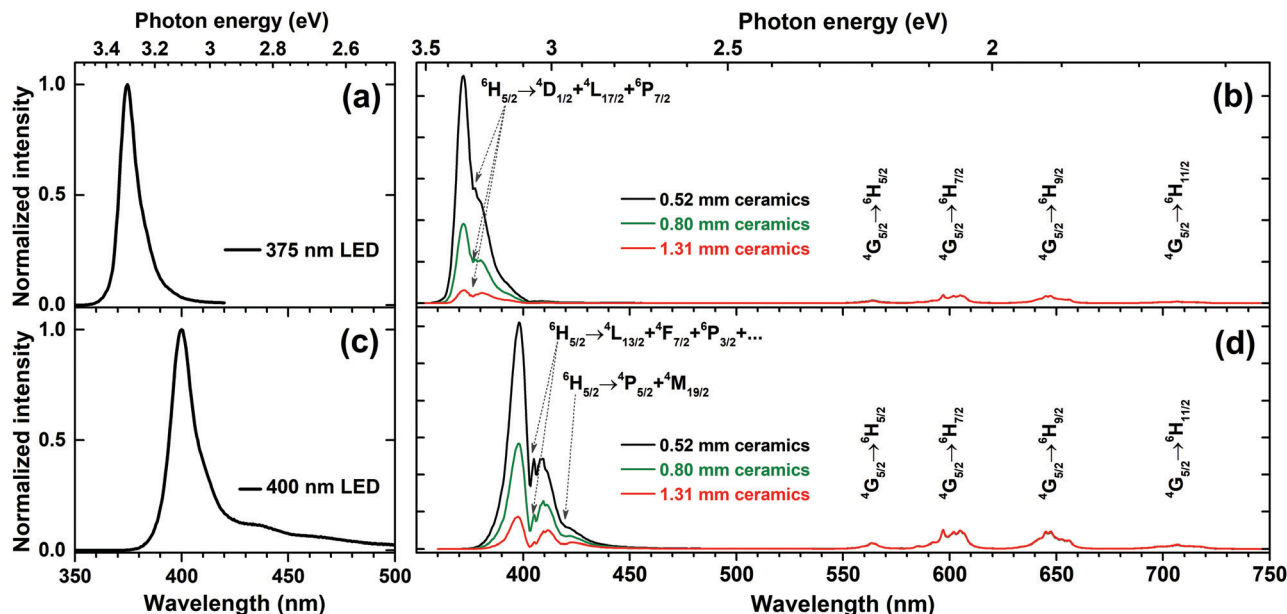 Photon energy (eV)
3.4 3.2 3 2.8 2.6
Photon energy (eV)
3.5 3 2.5 2
Normalized intensity
1.0
0.5
0.0
(a)
375 nm LED
(b)
⁶H₅/₂→⁴D₁/₂+⁴L₁₇/₂+⁶P₇/₂
0.52 mm ceramics
0.80 mm ceramics
1.31 mm ceramics
⁴G₅/₂→⁶H₅/₂
⁴G₅/₂→⁶H₇/₂
⁴G₅/₂→⁶H₉/₂
⁴G₅/₂→⁶H₁₁/₂
Normalized intensity
1.0
0.5
0.0
(c)
400 nm LED
350 400 450 500
Wavelength (nm)
(d)
⁶H₅/₂→⁴L₁₃/₂+⁴F₇/₂+⁶P₃/₂+...
⁶H₅/₂→⁴P₅/₂+⁴M₁₉/₂
0.52 mm ceramics
0.80 mm ceramics
1.31 mm ceramics
⁴G₅/₂→⁶H₅/₂
⁴G₅/₂→⁶H₇/₂
⁴G₅/₂→⁶H₉/₂
⁴G₅/₂→⁶H₁₁/₂
400 450 500 550 600 650 700 750
Wavelength (nm)